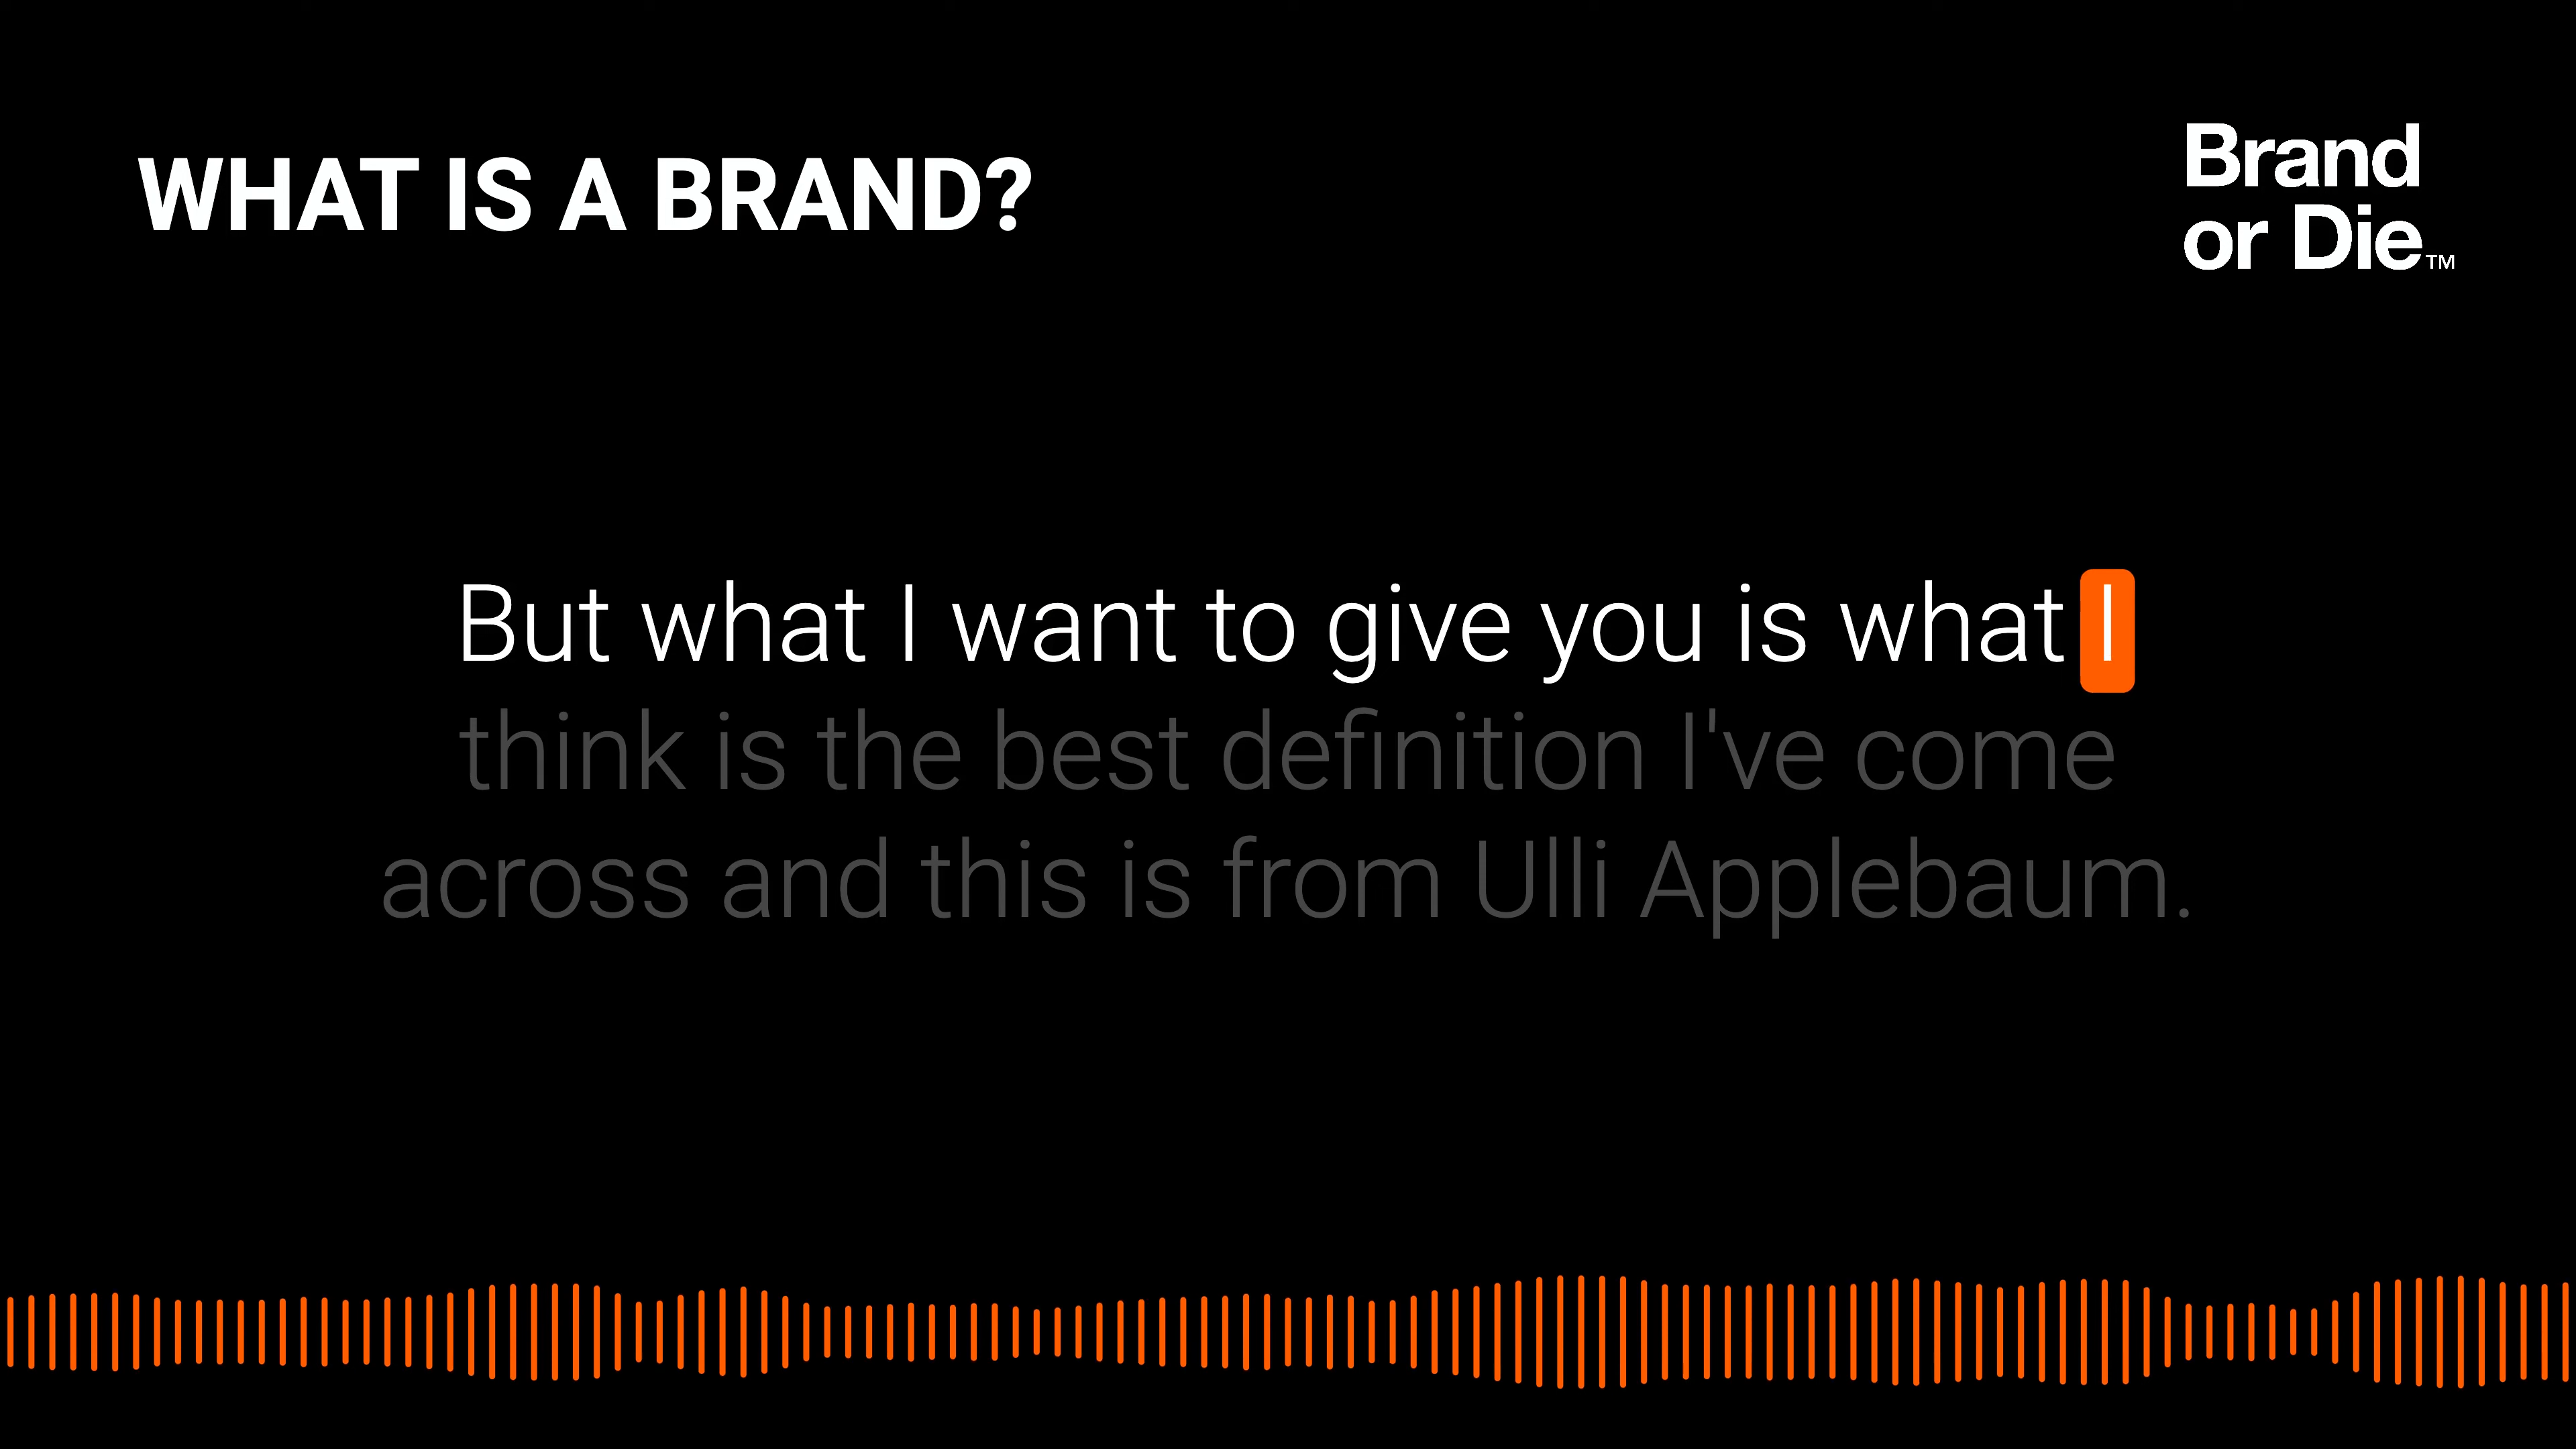 WHAT IS A BRAND?
Brand
or Die™
But what I want to give you is what I
think is the best definition I've come
across and this is from Ulli Applebaum.